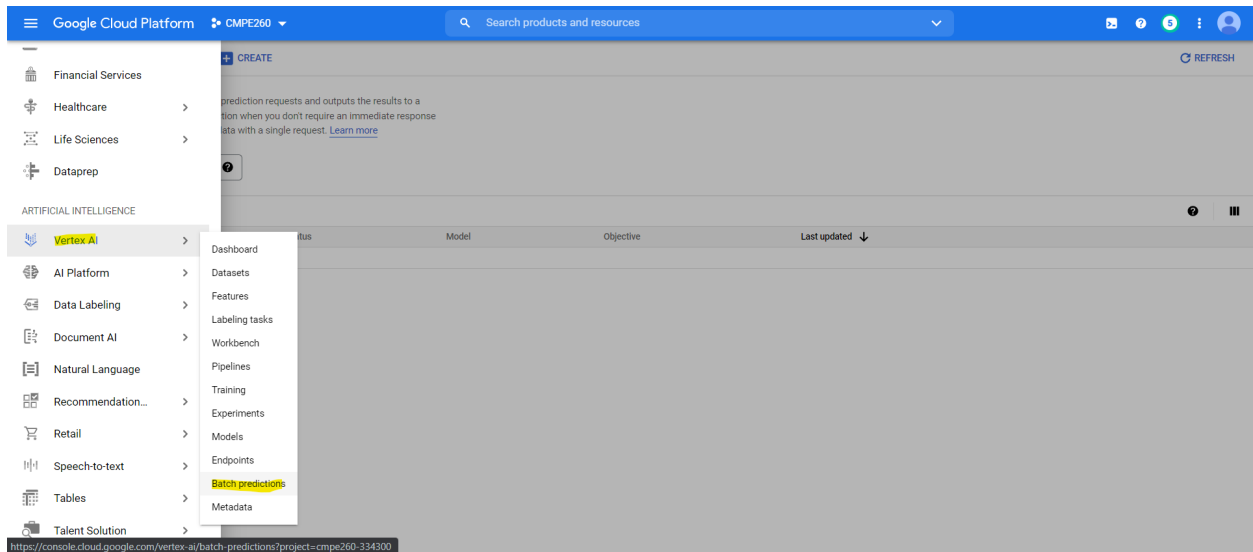 Google Cloud Platform CMPE260 Search products and resources 5
CREATE REFRESH
Financial Services
Healthcare
Life Sciences
Dataprep
prediction requests and outputs the results to a
tion when you don't require an immediate response
ata with a single request. Learn more
ARTIFICIAL INTELLIGENCE
Vertex AI
AI Platform
Data Labeling
Document AI
Natural Language
Recommendation...
Retail
Speech-to-text
Tables
Talent Solution
Dashboard
Datasets
Features
Labeling tasks
Workbench
Pipelines
Training
Experiments
Models
Endpoints
Batch predictions
Metadata
tus Model Objective Last updated
https://console.cloud.google.com/vertex-ai/batch-predictions?project=cmpe260-334300